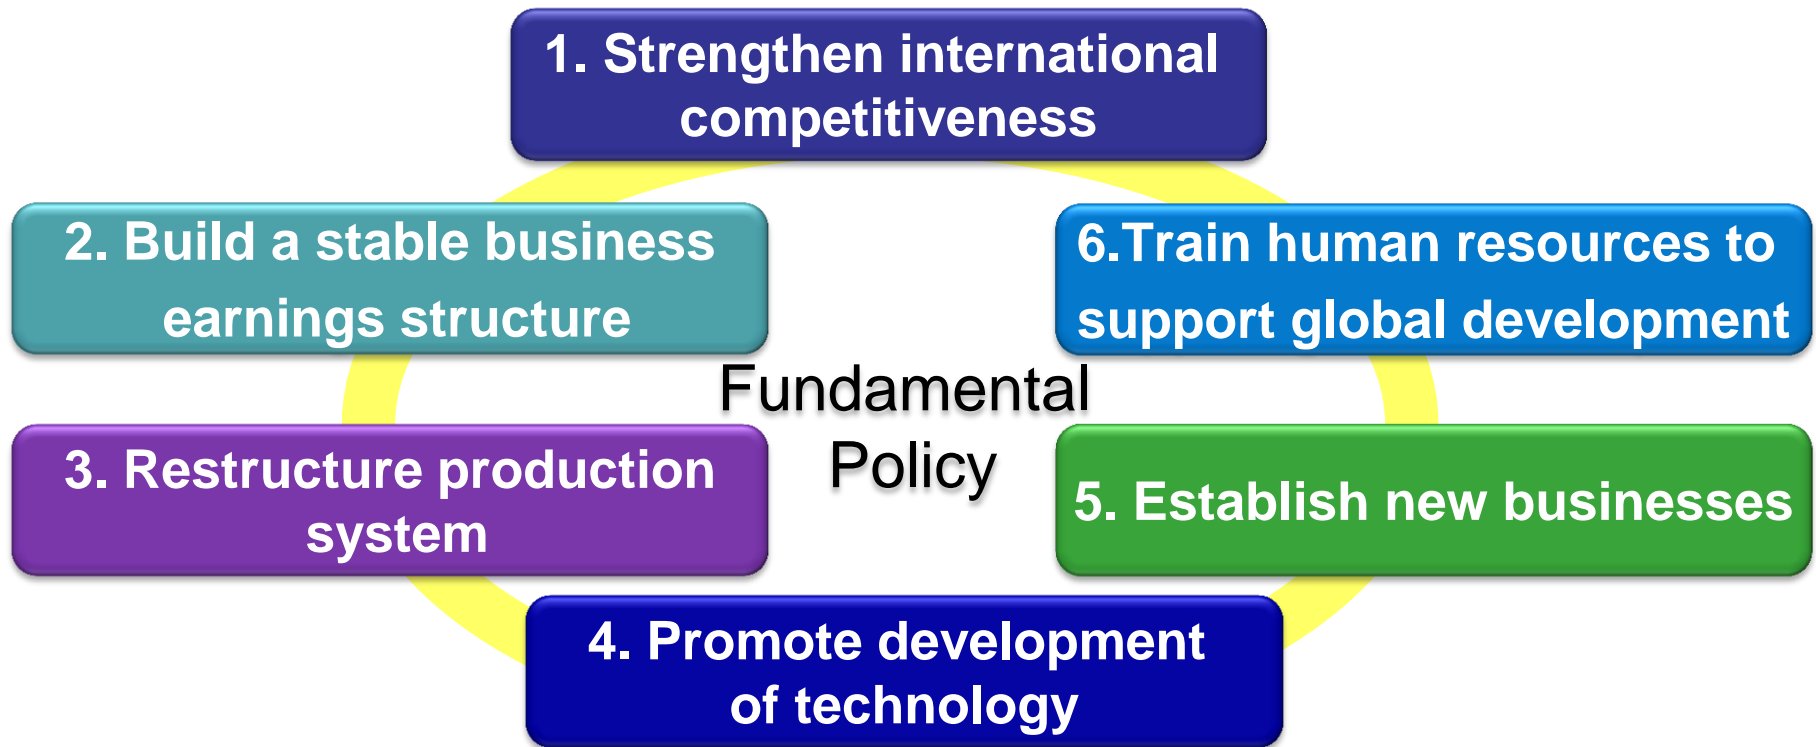 1. Strengthen international
competitiveness
2. Build a stable business
earnings structure
3. Restructure production
system
4. Promote development
of technology
5. Establish new businesses
6.Train human resources to
support global development
Fundamental
Policy